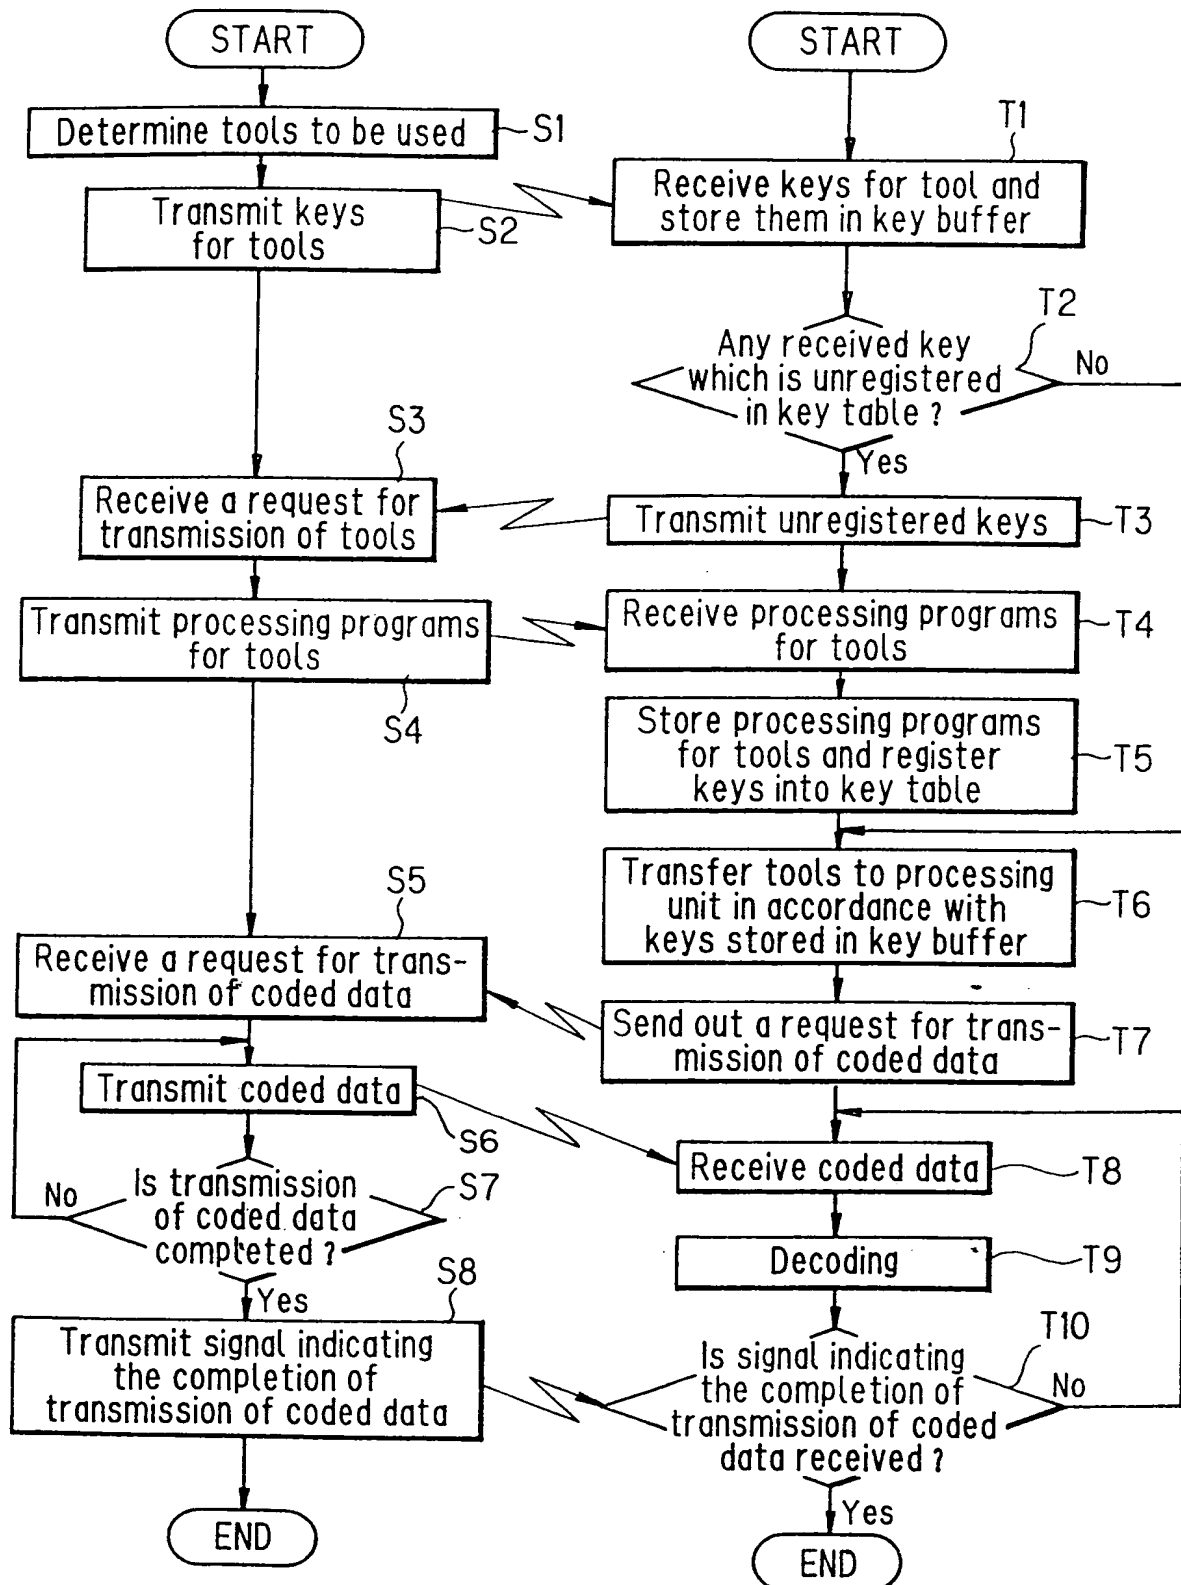 START
Determine tools to be used
S1
Transmit keys
for tools
S2
S3
Receive a request for
transmission of tools
Transmit processing programs
for tools
S4
S5
Receive a request for trans-
mission of coded data
Transmit coded data
S6
Is transmission
of coded data
completed ?
S7
No
Yes
S8
Transmit signal indicating
the completion of
transmission of coded data
END
START
T1
Receive keys for tool and
store them in key buffer
T2
Any received key
which is unregistered
in key table ?
No
Yes
Transmit unregistered keys
T3
Receive processing programs
for tools
T4
Store processing programs
for tools and register
keys into key table
T5
Transfer tools to processing
unit in accordance with
keys stored in key buffer
T6
Send out a request for trans-
mission of coded data
T7
Receive coded data
T8
Decoding
T9
T10
Is signal indicating
the completion of
transmission of coded
data received ?
No
Yes
END